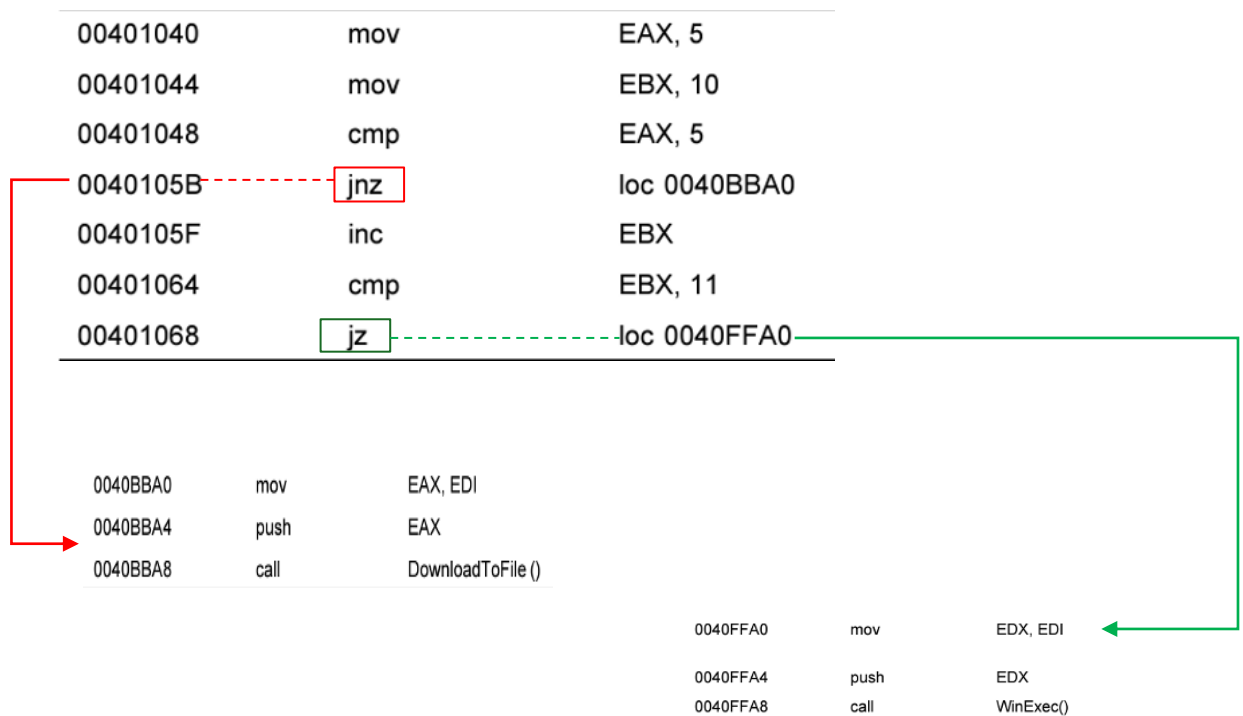 00401040 mov EAX, 5
00401044 mov EBX, 10
00401048 cmp EAX, 5
0040105B jnz loc 0040BBA0
0040105F inc EBX
00401064 cmp EBX, 11
00401068 jz loc 0040FFA0
0040BBA0 mov EAX, EDI
0040BBA4 push EAX
0040BBA8 call DownloadToFile ()
0040FFA0 mov EDX, EDI
0040FFA4 push EDX
0040FFA8 call WinExec()